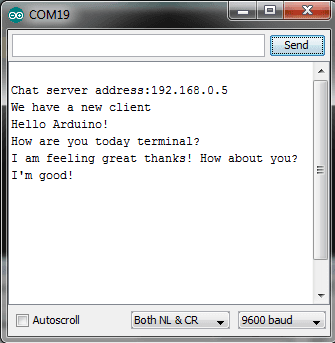 COM19
Send
Chat server address:192.168.0.5
We have a new client
Hello Arduino!
How are you today terminal?
I am feeling great thanks! How about you?
I'm good!
Autoscroll
Both NL & CR
9600 baud